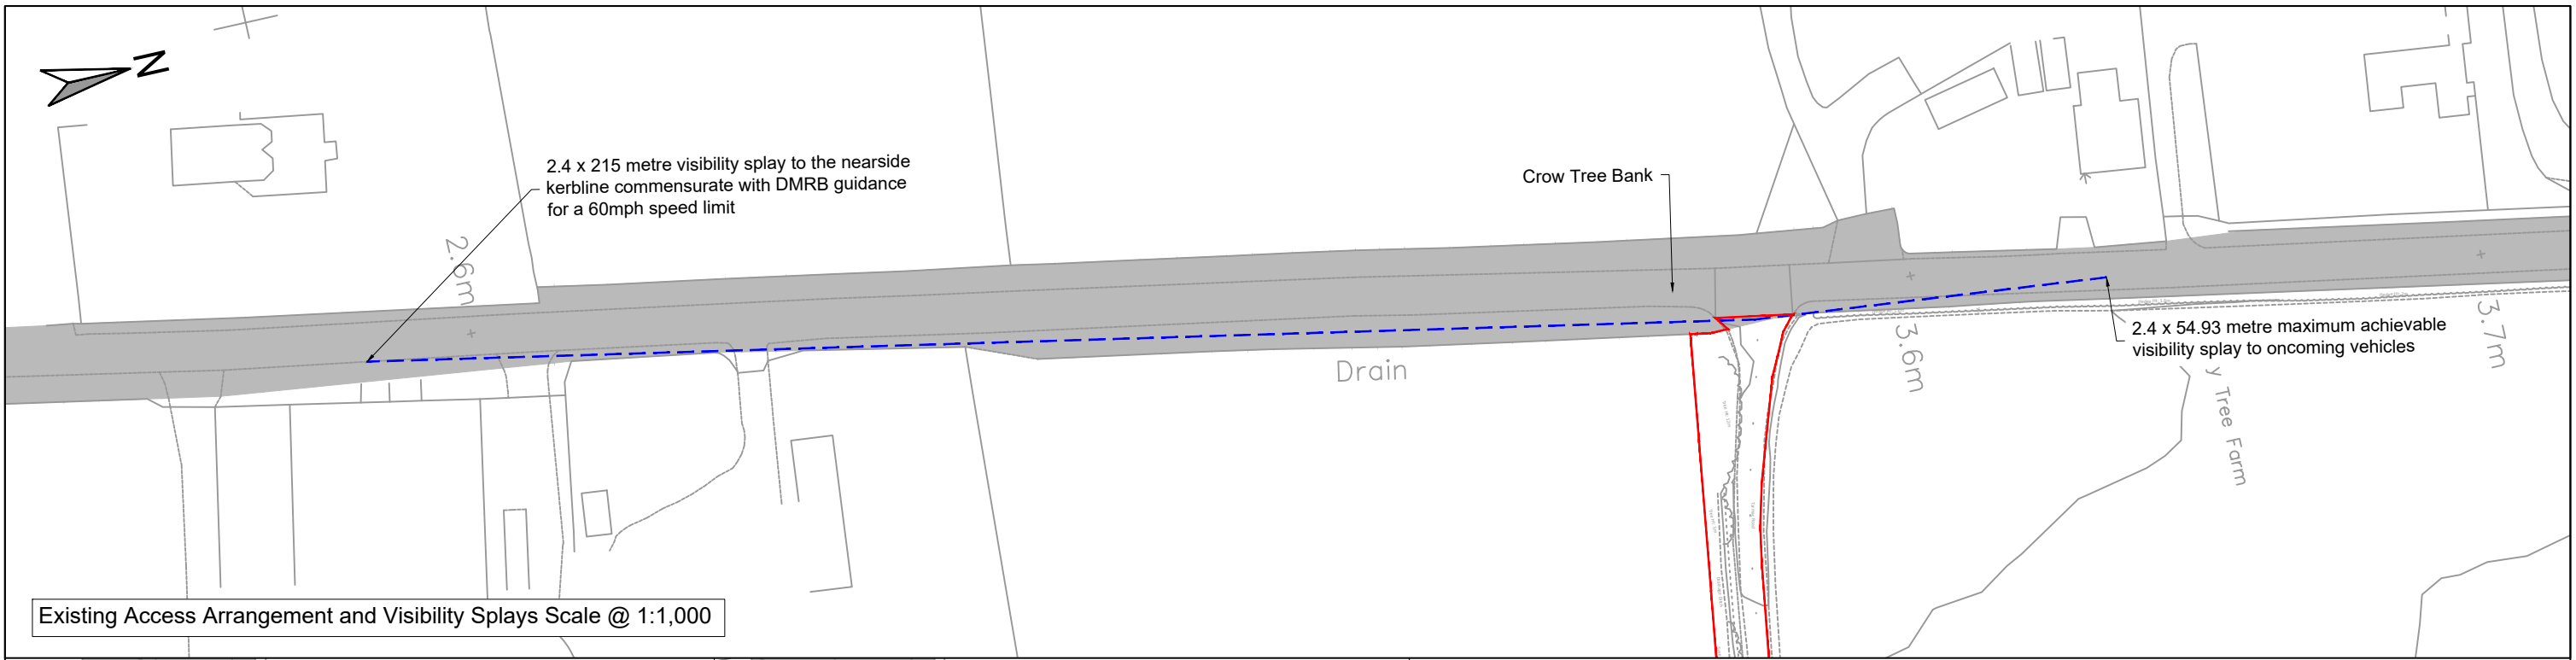 N
2.4 x 215 metre visibility splay to the nearside
kerbline commensurate with DMRB guidance
for a 60mph speed limit
Crow Tree Bank
2.6m
Drain
3.6m
3.7m
2.4 x 54.93 metre maximum achievable
visibility splay to oncoming vehicles
y Tree Farm
Existing Access Arrangement and Visibility Splays Scale @ 1:1,000